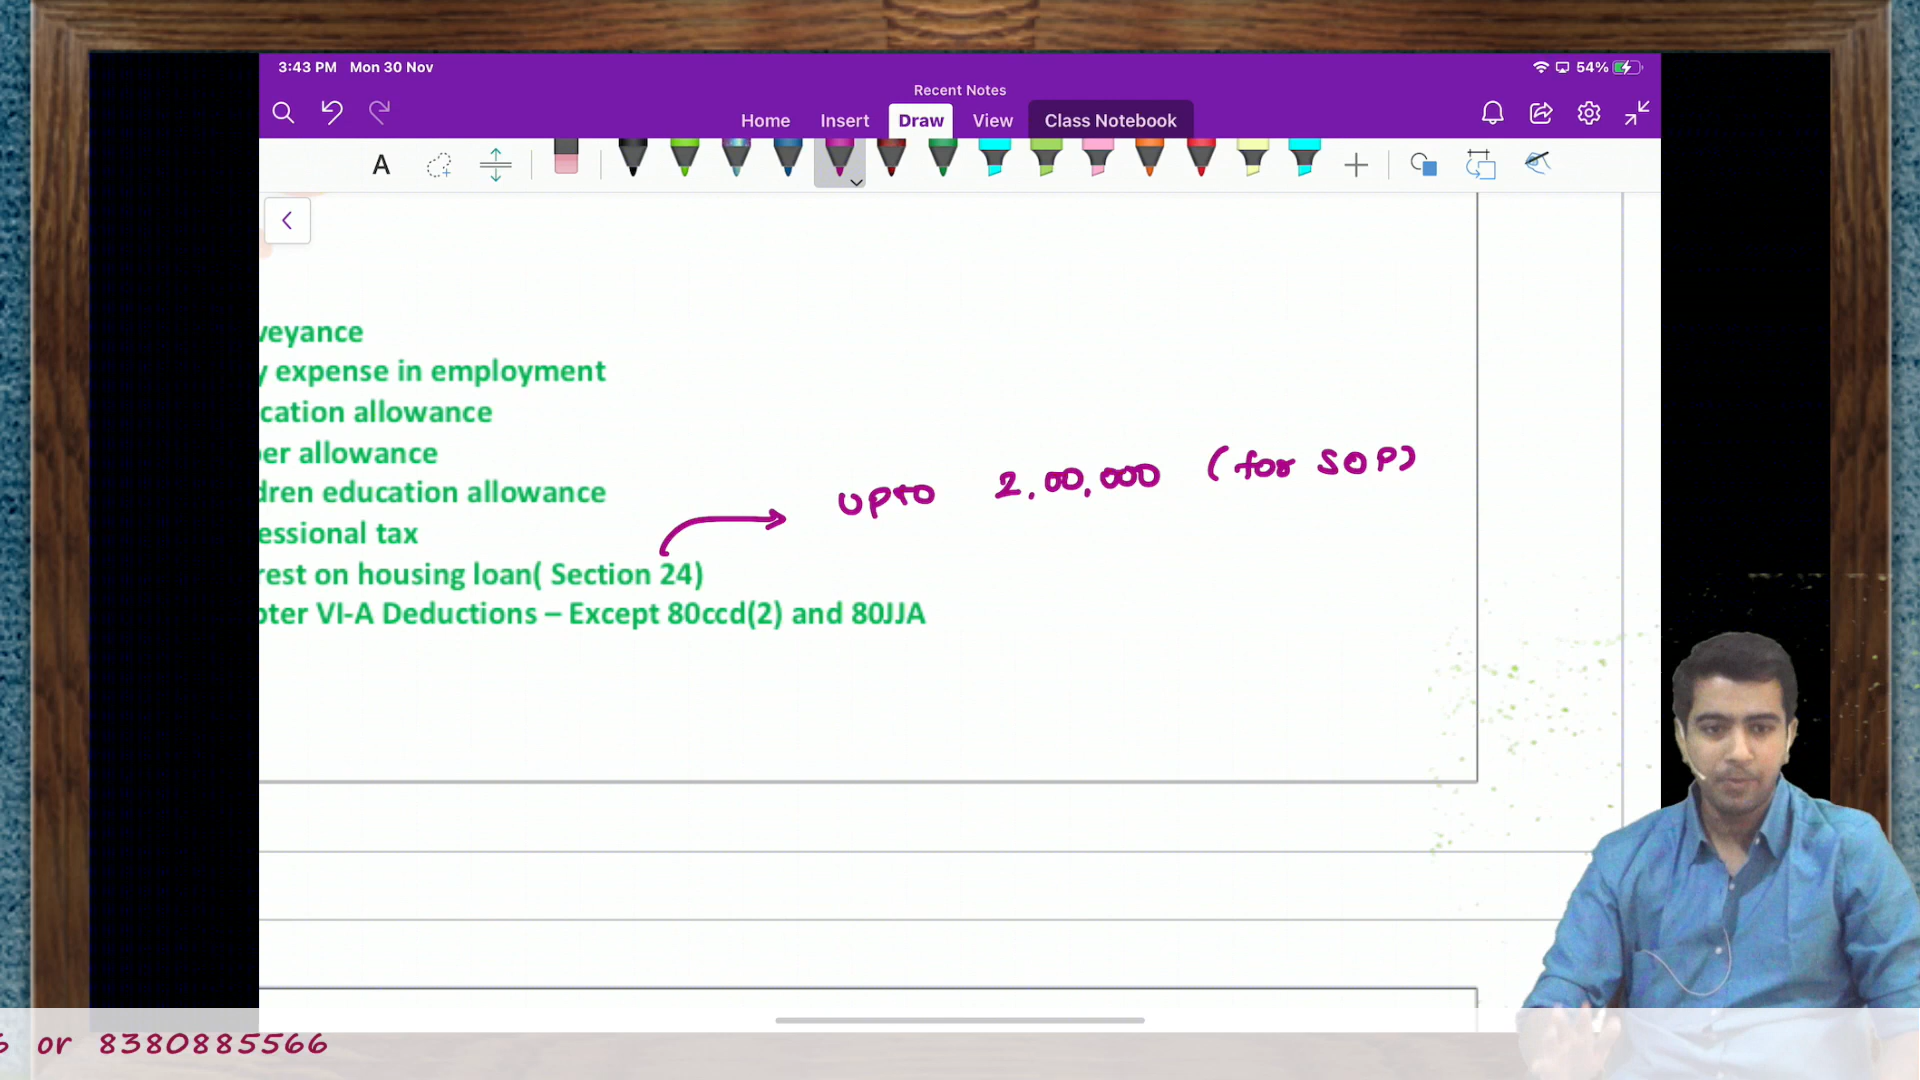 3:43 PM Mon 30 Nov
54%
Recent Notes
Home Insert Draw View Class Notebook
A
veyance
y expense in employment
cation allowance
per allowance
dren education allowance
essional tax
rest on housing loan( Section 24)
pter VI-A Deductions – Except 80ccd(2) and 80JJA
upto 2,00,000 (for SOP)
or 8380885566